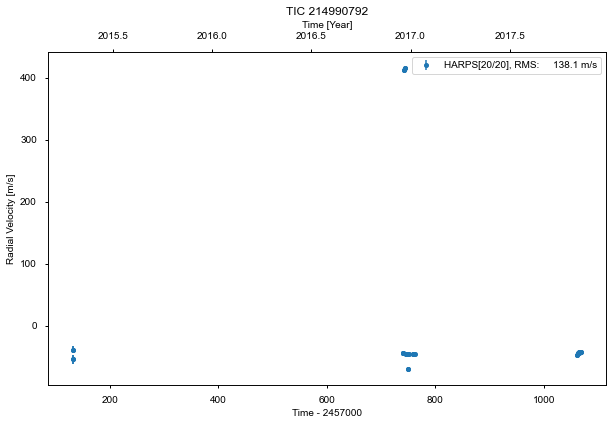 TIC 214990792
Time [Year]
2015.5 2016.0 2016.5 2017.0 2017.5
HARPS[20/20], RMS: 138.1 m/s
400
300
200
100
0
Radial Velocity [m/s]
200 400 600 800 1000
Time - 2457000